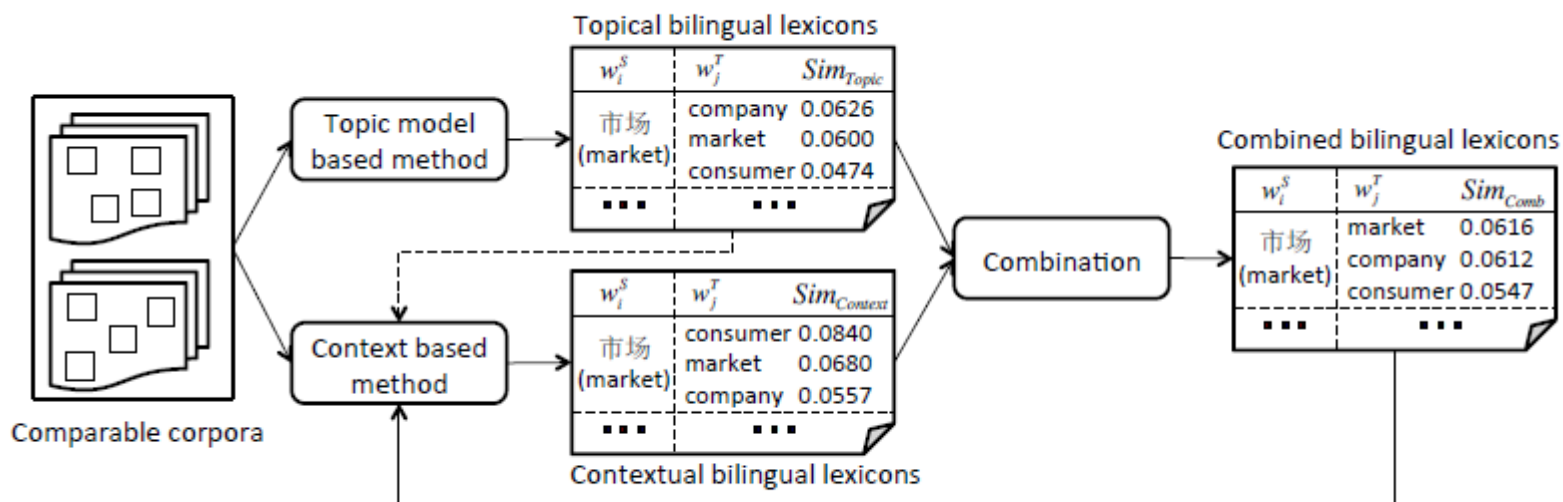 Comparable corpora
Topic model
based method
Context based
method
Topical bilingual lexicons
w_i^S w_j^T Sim_Topic
市场
(market)
company 0.0626
market 0.0600
consumer 0.0474
... ...
w_i^S w_j^T Sim_Context
市场
(market)
consumer 0.0840
market 0.0680
company 0.0557
... ...
Contextual bilingual lexicons
Combination
Combined bilingual lexicons
w_i^S w_j^T Sim_Comb
市场
(market)
market 0.0616
company 0.0612
consumer 0.0547
... ...